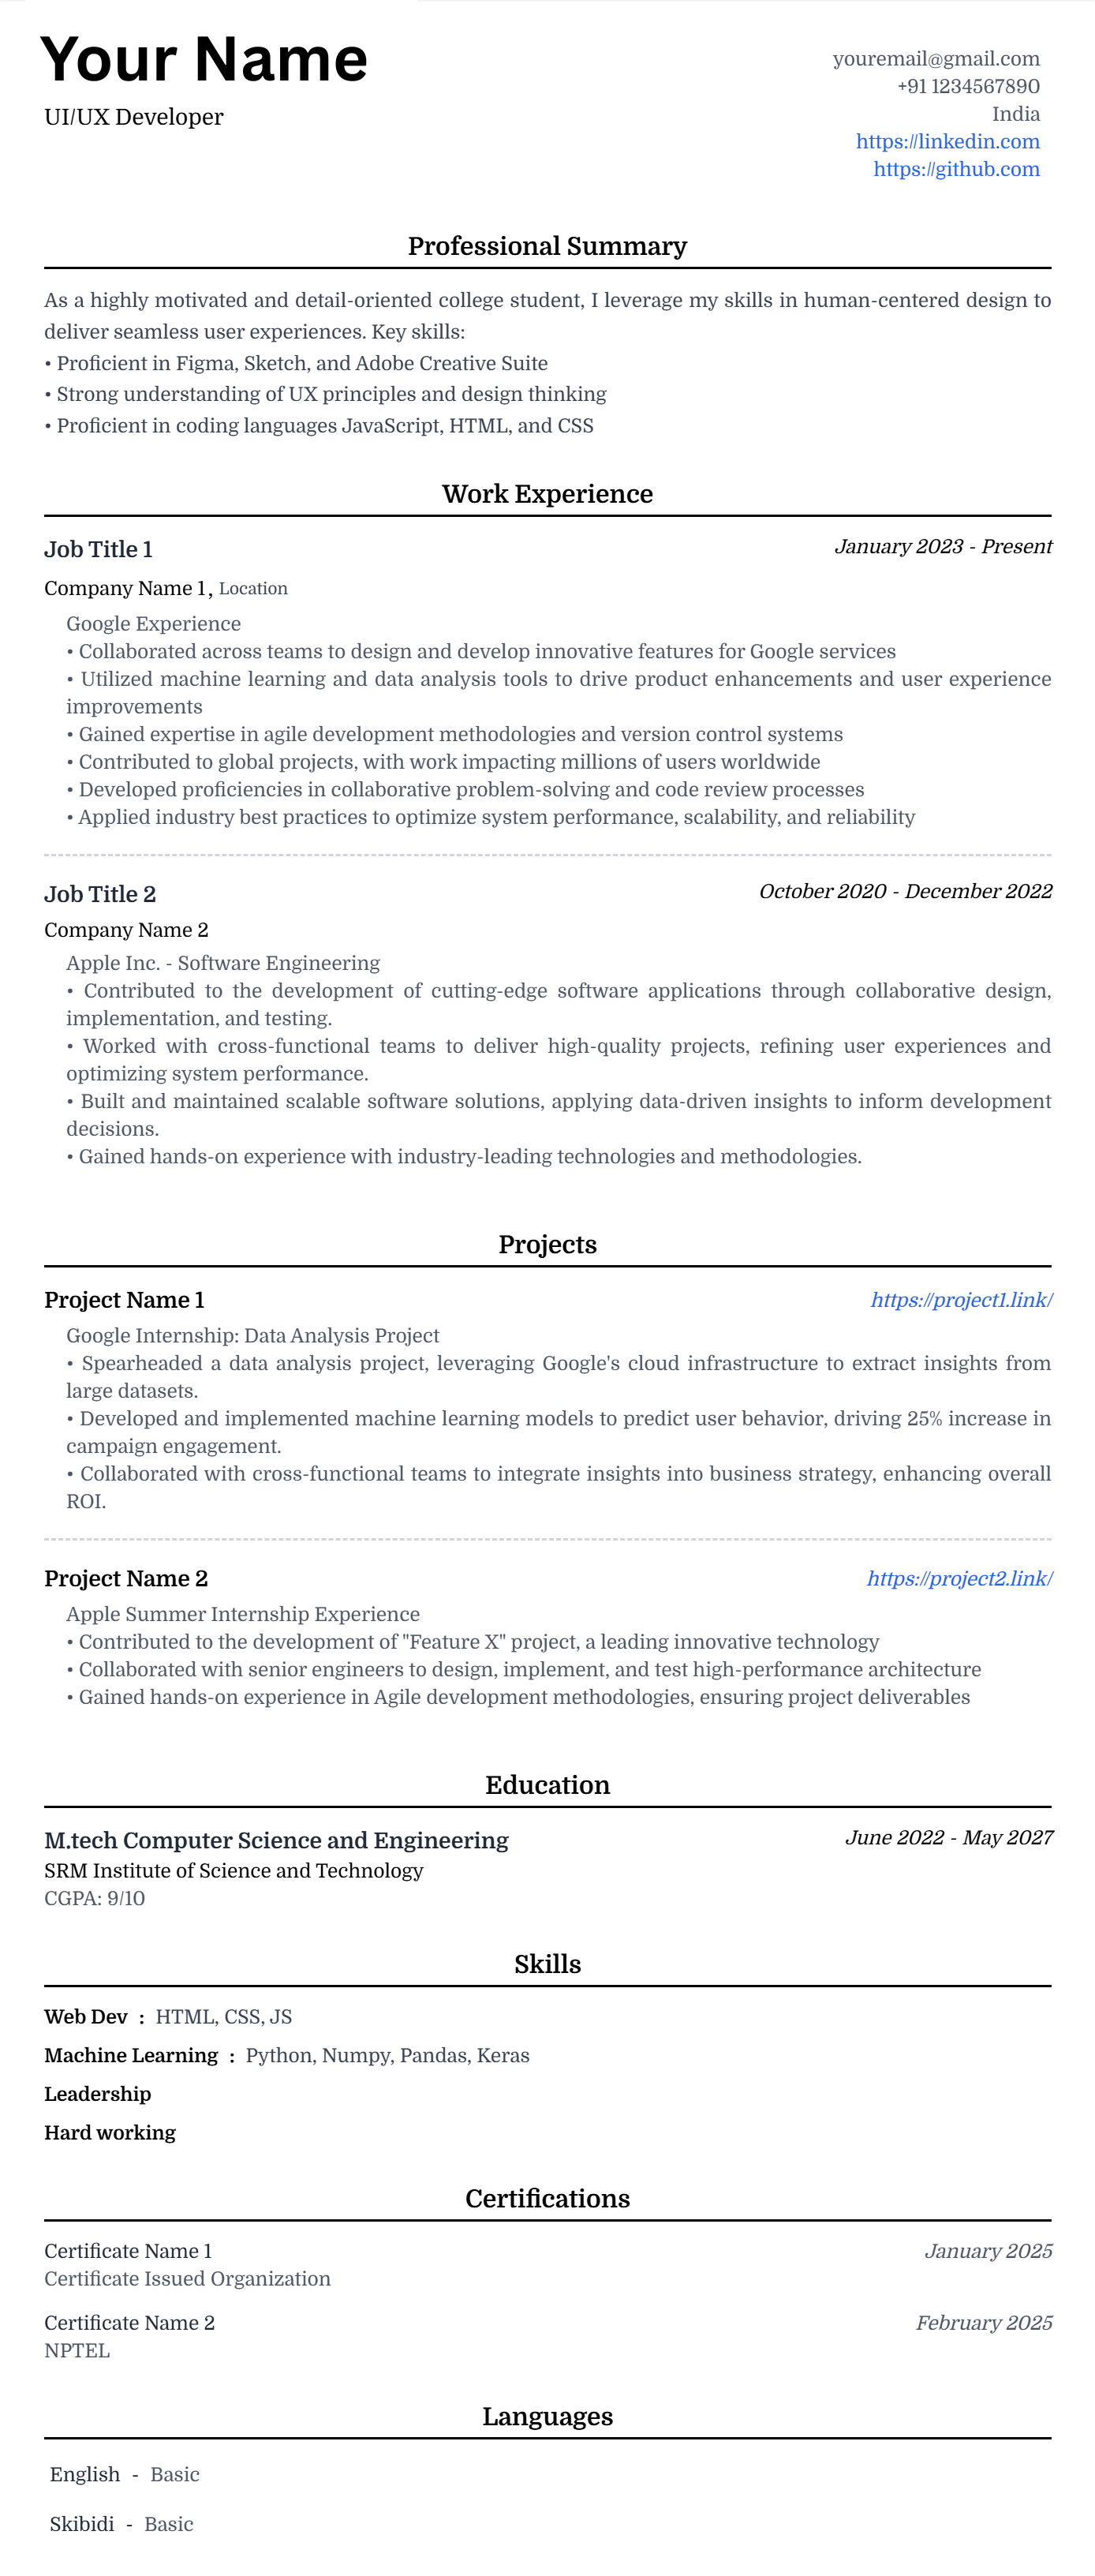 Your Name
UI/UX Developer
youremail@gmail.com
+91 1234567890
India
https://linkedin.com
https://github.com
Professional Summary
As a highly motivated and detail-oriented college student, I leverage my skills in human-centered design to
deliver seamless user experiences. Key skills:
• Proficient in Figma, Sketch, and Adobe Creative Suite
• Strong understanding of UX principles and design thinking
• Proficient in coding languages JavaScript, HTML, and CSS
Work Experience
Job Title 1 January 2023 - Present
Company Name 1, Location
Google Experience
• Collaborated across teams to design and develop innovative features for Google services
• Utilized machine learning and data analysis tools to drive product enhancements and user experience
improvements
• Gained expertise in agile development methodologies and version control systems
• Contributed to global projects, with work impacting millions of users worldwide
• Developed proficiencies in collaborative problem-solving and code review processes
• Applied industry best practices to optimize system performance, scalability, and reliability
Job Title 2 October 2020 - December 2022
Company Name 2
Apple Inc. - Software Engineering
• Contributed to the development of cutting-edge software applications through collaborative design,
implementation, and testing.
• Worked with cross-functional teams to deliver high-quality projects, refining user experiences and
optimizing system performance.
• Built and maintained scalable software solutions, applying data-driven insights to inform development
decisions.
• Gained hands-on experience with industry-leading technologies and methodologies.
Projects
Project Name 1 https://project1.link/
Google Internship: Data Analysis Project
• Spearheaded a data analysis project, leveraging Google's cloud infrastructure to extract insights from
large datasets.
• Developed and implemented machine learning models to predict user behavior, driving 25% increase in
campaign engagement.
• Collaborated with cross-functional teams to integrate insights into business strategy, enhancing overall
ROI.
Project Name 2 https://project2.link/
Apple Summer Internship Experience
• Contributed to the development of "Feature X" project, a leading innovative technology
• Collaborated with senior engineers to design, implement, and test high-performance architecture
• Gained hands-on experience in Agile development methodologies, ensuring project deliverables
Education
M.tech Computer Science and Engineering June 2022 - May 2027
SRM Institute of Science and Technology
CGPA: 9/10
Skills
Web Dev : HTML, CSS, JS
Machine Learning : Python, Numpy, Pandas, Keras
Leadership
Hard working
Certifications
Certificate Name 1 January 2025
Certificate Issued Organization
Certificate Name 2 February 2025
NPTEL
Languages
English - Basic
Skibidi - Basic